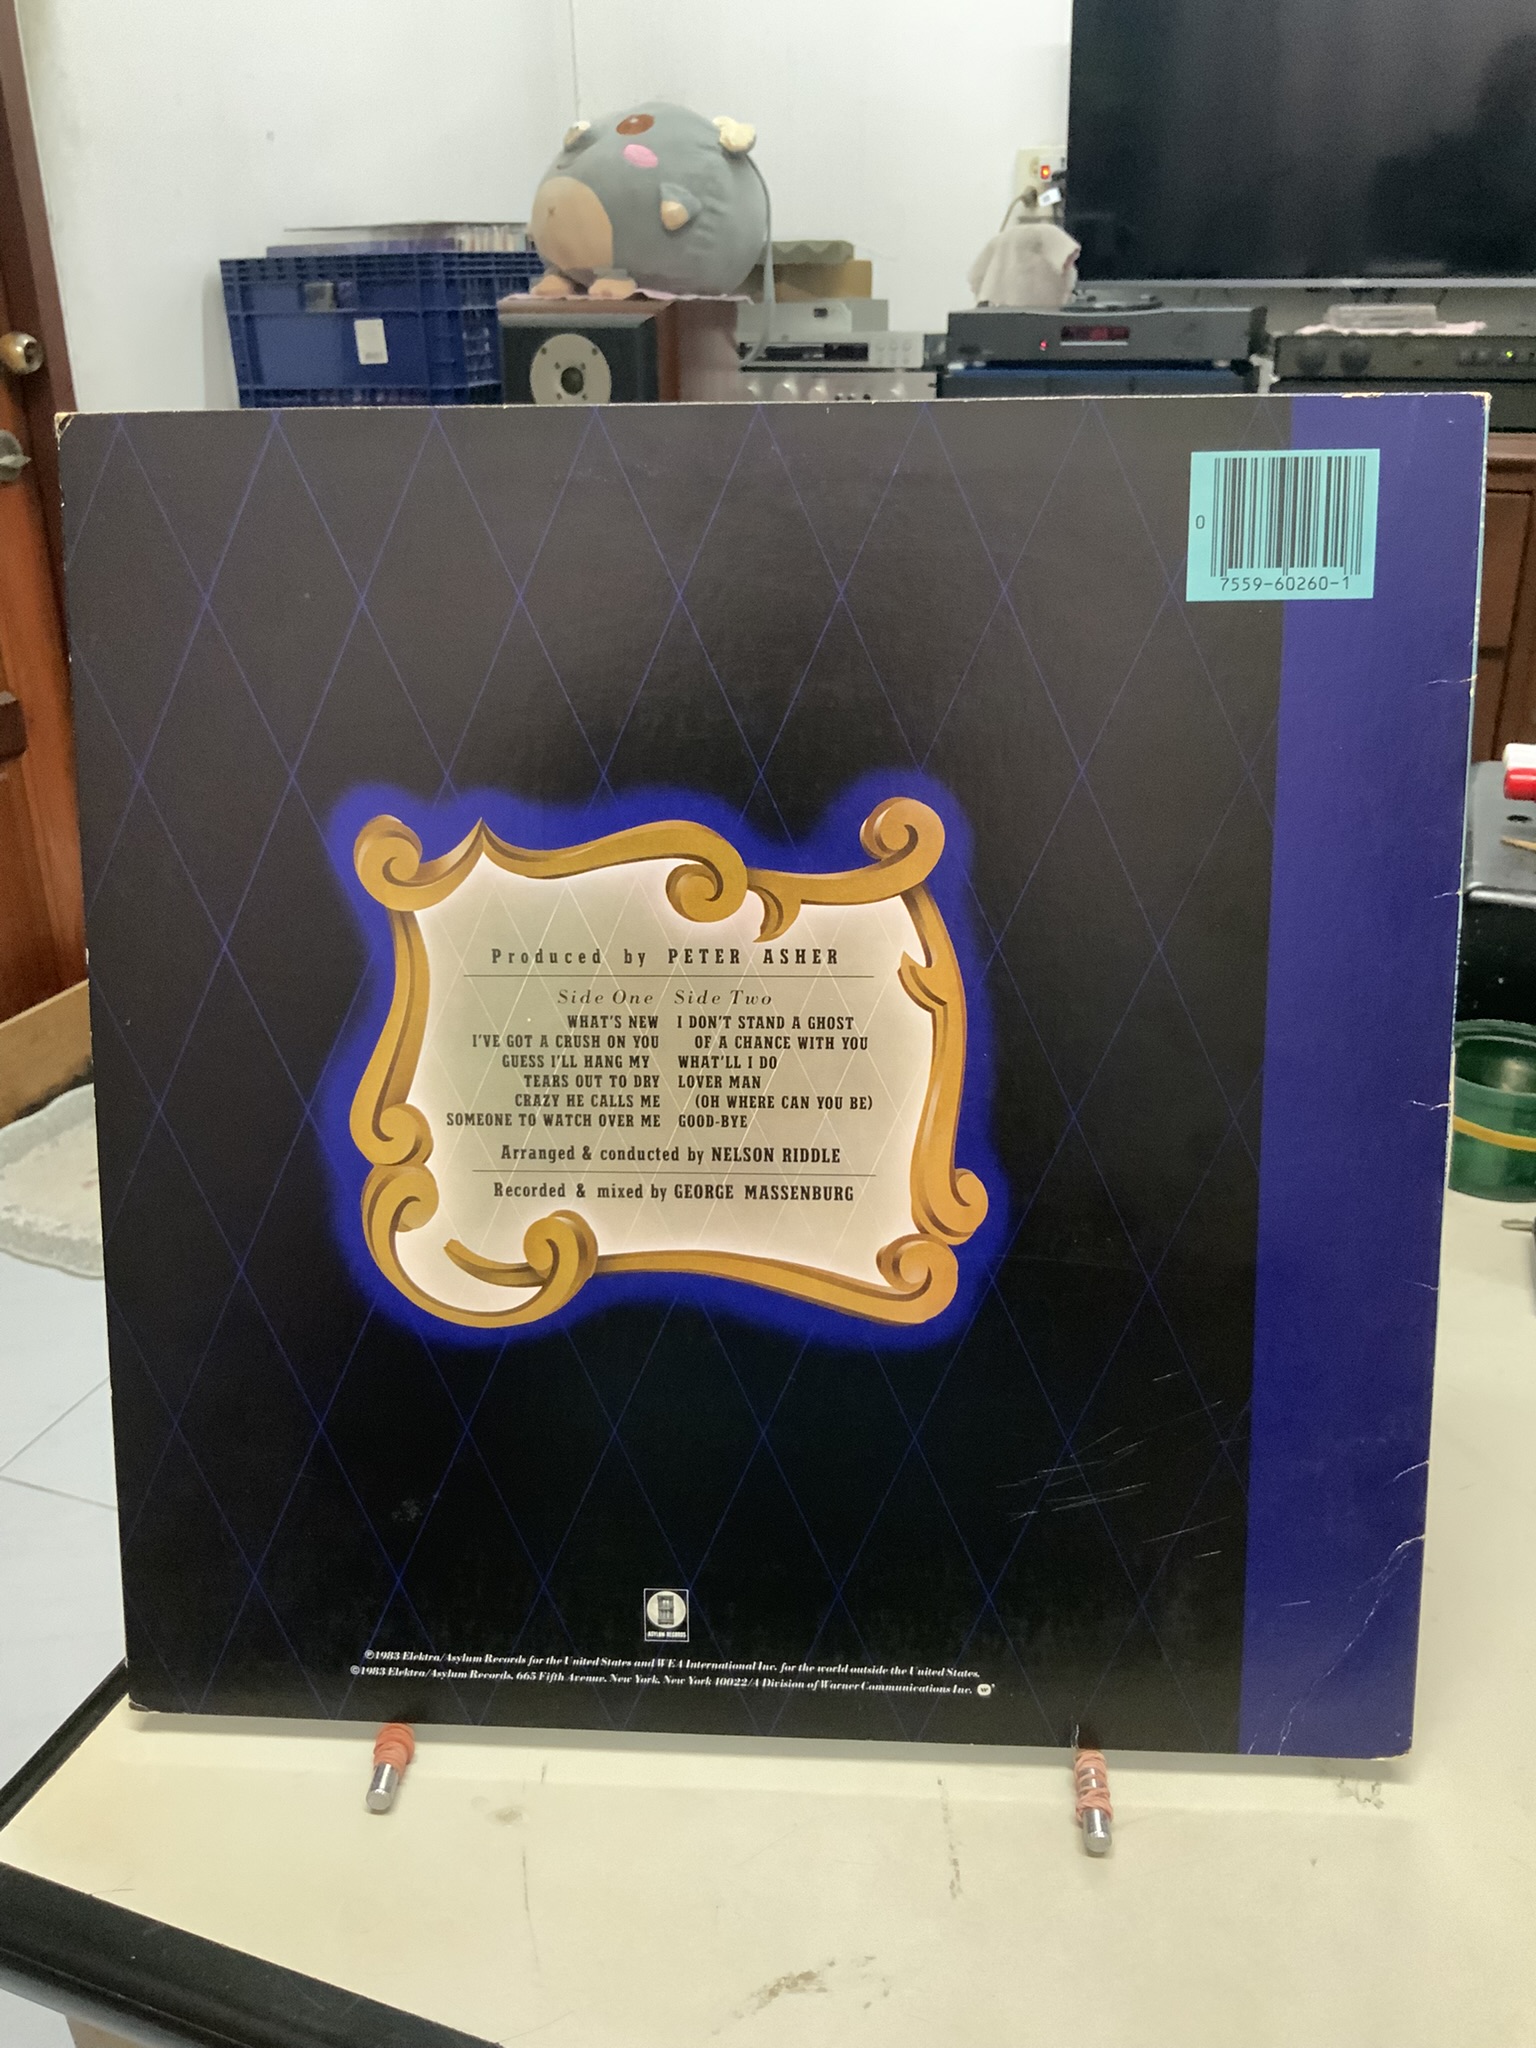 0
7559-60260-1
Produced by PETER ASHER
Side One
WHAT'S NEW
I'VE GOT A CRUSH ON YOU
GUESS I'LL HANG MY
TEARS OUT TO DRY
CRAZY HE CALLS ME
SOMEONE TO WATCH OVER ME
Side Two
I DON'T STAND A GHOST
OF A CHANCE WITH YOU
WHAT'LL I DO
LOVER MAN
(OH WHERE CAN YOU BE)
GOOD-BYE
Arranged & conducted by NELSON RIDDLE
Recorded & mixed by GEORGE MASSENBURG
ASYLUM RECORDS
℗1983 Elektra/Asylum Records for the United States and WEA International Inc. for the world outside the United States.
©1983 Elektra/Asylum Records, 665 Fifth Avenue, New York, New York 10022/A Division of Warner Communications Inc.